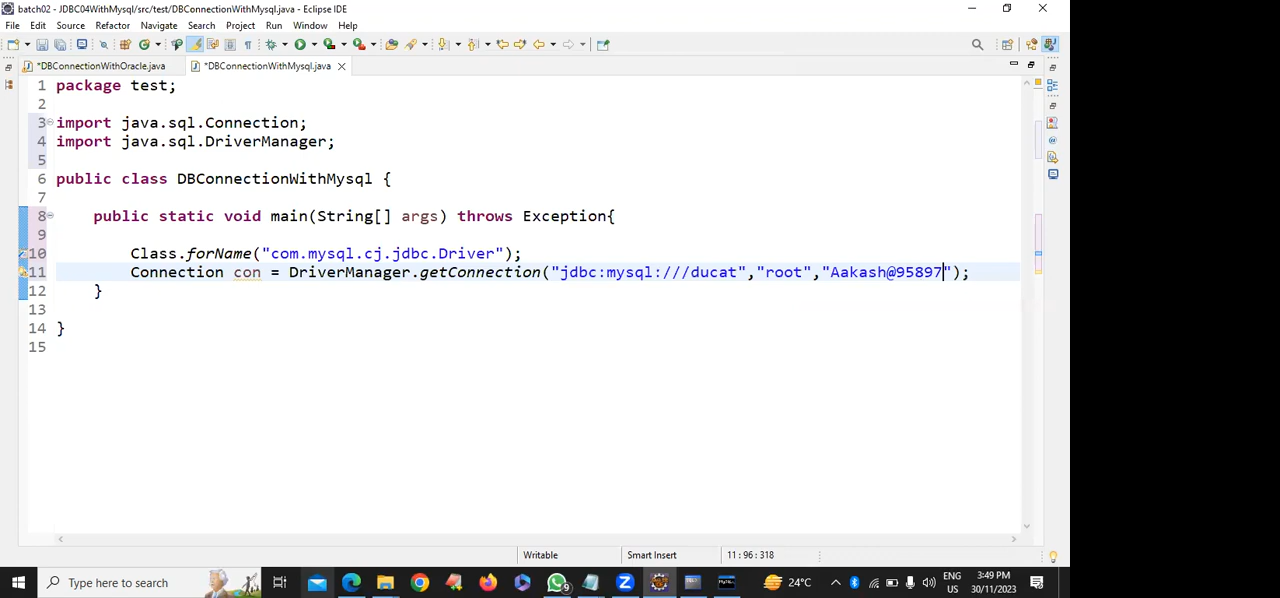 batch02 - JDBC04WithMysql/src/test/DBConnectionWithMysql.java - Eclipse IDE
File Edit Source Refactor Navigate Search Project Run Window Help
*DBConnectionWithOracle.java *DBConnectionWithMysql.java
1 package test;
2
3 import java.sql.Connection;
4 import java.sql.DriverManager;
5
6 public class DBConnectionWithMysql {
7
8 public static void main(String[] args) throws Exception{
9
10 Class.forName("com.mysql.cj.jdbc.Driver");
11 Connection con = DriverManager.getConnection("jdbc:mysql:///ducat","root","Aakash@95897");
12 }
13
14 }
15
Writable Smart Insert 11 : 96 : 318
Type here to search 9 24°C ENG US 3:49 PM 30/11/2023